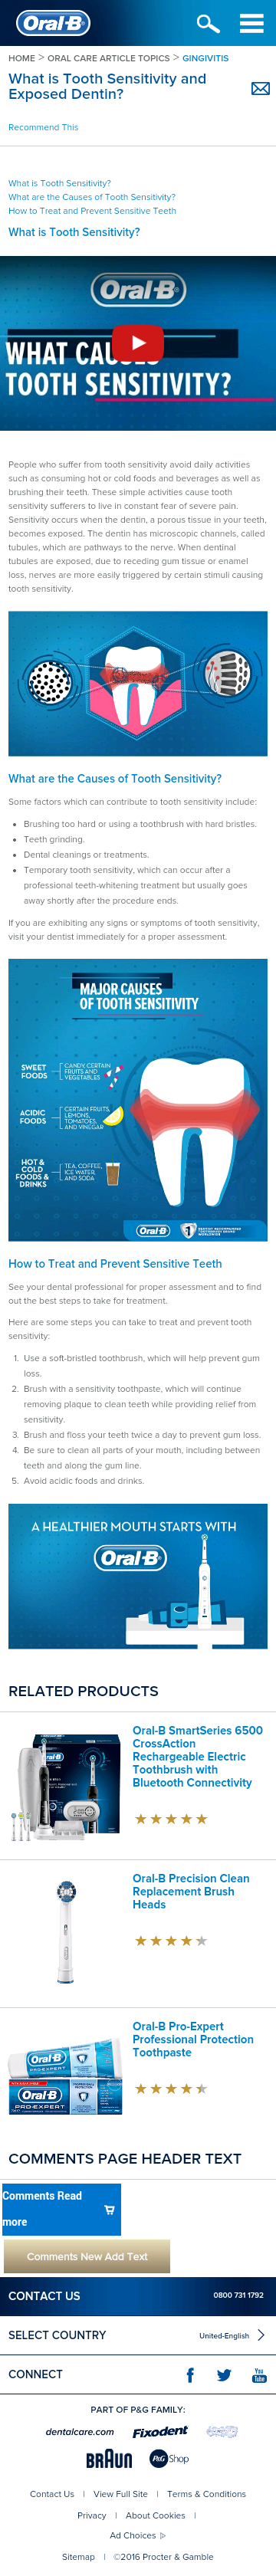 Oral-B
HOME > ORAL CARE ARTICLE TOPICS > GINGIVITIS
What is Tooth Sensitivity and
Exposed Dentin?
Recommend This
What is Tooth Sensitivity?
What are the Causes of Tooth Sensitivity?
How to Treat and Prevent Sensitive Teeth
What is Tooth Sensitivity?
Oral-B
WHAT CAUSES
TOOTH SENSITIVITY?
People who suffer from tooth sensitivity avoid daily activities
such as consuming hot or cold foods and beverages as well as
brushing their teeth. These simple activities cause tooth
sensitivity sufferers to live in constant fear of severe pain.
Sensitivity occurs when the dentin, a porous tissue in your teeth,
becomes exposed. The dentin has microscopic channels, called
tubules, which are pathways to the nerve. When dentinal
tubules are exposed, due to receding gum tissue or enamel
loss, nerves are more easily triggered by certain stimuli causing
tooth sensitivity.
What are the Causes of Tooth Sensitivity?
Some factors which contribute to tooth sensitivity include:
• Brushing too hard or using a toothbrush with hard bristles.
• Teeth grinding.
• Dental cleanings or treatments.
• Temporary tooth sensitivity, which can occur after a
professional teeth-whitening treatment but usually goes
away shortly after the procedure ends.
If you are exhibiting any signs or symptoms of tooth sensitivity,
visit your dentist immediately for a proper assessment.
MAJOR CAUSES
OF TOOTH SENSITIVITY
SWEET
FOODS
CANDY, CERTAIN
FRUITS AND
VEGETABLES
ACIDIC
FOODS
CERTAIN FRUITS,
LEMONS,
TOMATOES,
AND VINEGAR
HOT &
COLD
FOODS &
DRINKS
TEA, COFFEE,
ICE WATER,
AND SODA
Oral-B
1
How to Treat and Prevent Sensitive Teeth
See your dental professional for proper assessment and to find
out the best steps to take for treatment.
Here are some steps you can take to treat and prevent tooth
sensitivity:
1. Use a soft-bristled toothbrush, which will help prevent gum
loss.
2. Brush with a sensitivity toothpaste, which will continue
removing plaque to clean teeth while providing relief from
sensitivity.
3. Brush and floss your teeth twice a day to prevent gum loss.
4. Be sure to clean all parts of your mouth, including between
teeth and along the gum line.
5. Avoid acidic foods and drinks.
A HEALTHIER MOUTH STARTS WITH
Oral-B
RELATED PRODUCTS
Oral-B SmartSeries 6500
CrossAction
Rechargeable Electric
Toothbrush with
Bluetooth Connectivity
Oral-B Precision Clean
Replacement Brush
Heads
Oral-B Pro-Expert
Professional Protection
Toothpaste
Oral-B
PRO-EXPERT
Oral-B
PRO-EXPERT
COMMENTS PAGE HEADER TEXT
Comments Read
more
Comments New Add Text
CONTACT US 0800 731 1792
SELECT COUNTRY United-English
CONNECT You Tube
PART OF P&G FAMILY:
dentalcare.com Fixodent
BRAUN P&G Shop
Contact Us | View Full Site | Terms & Conditions
Privacy | About Cookies |
Ad Choices
Sitemap | ©2016 Procter & Gamble